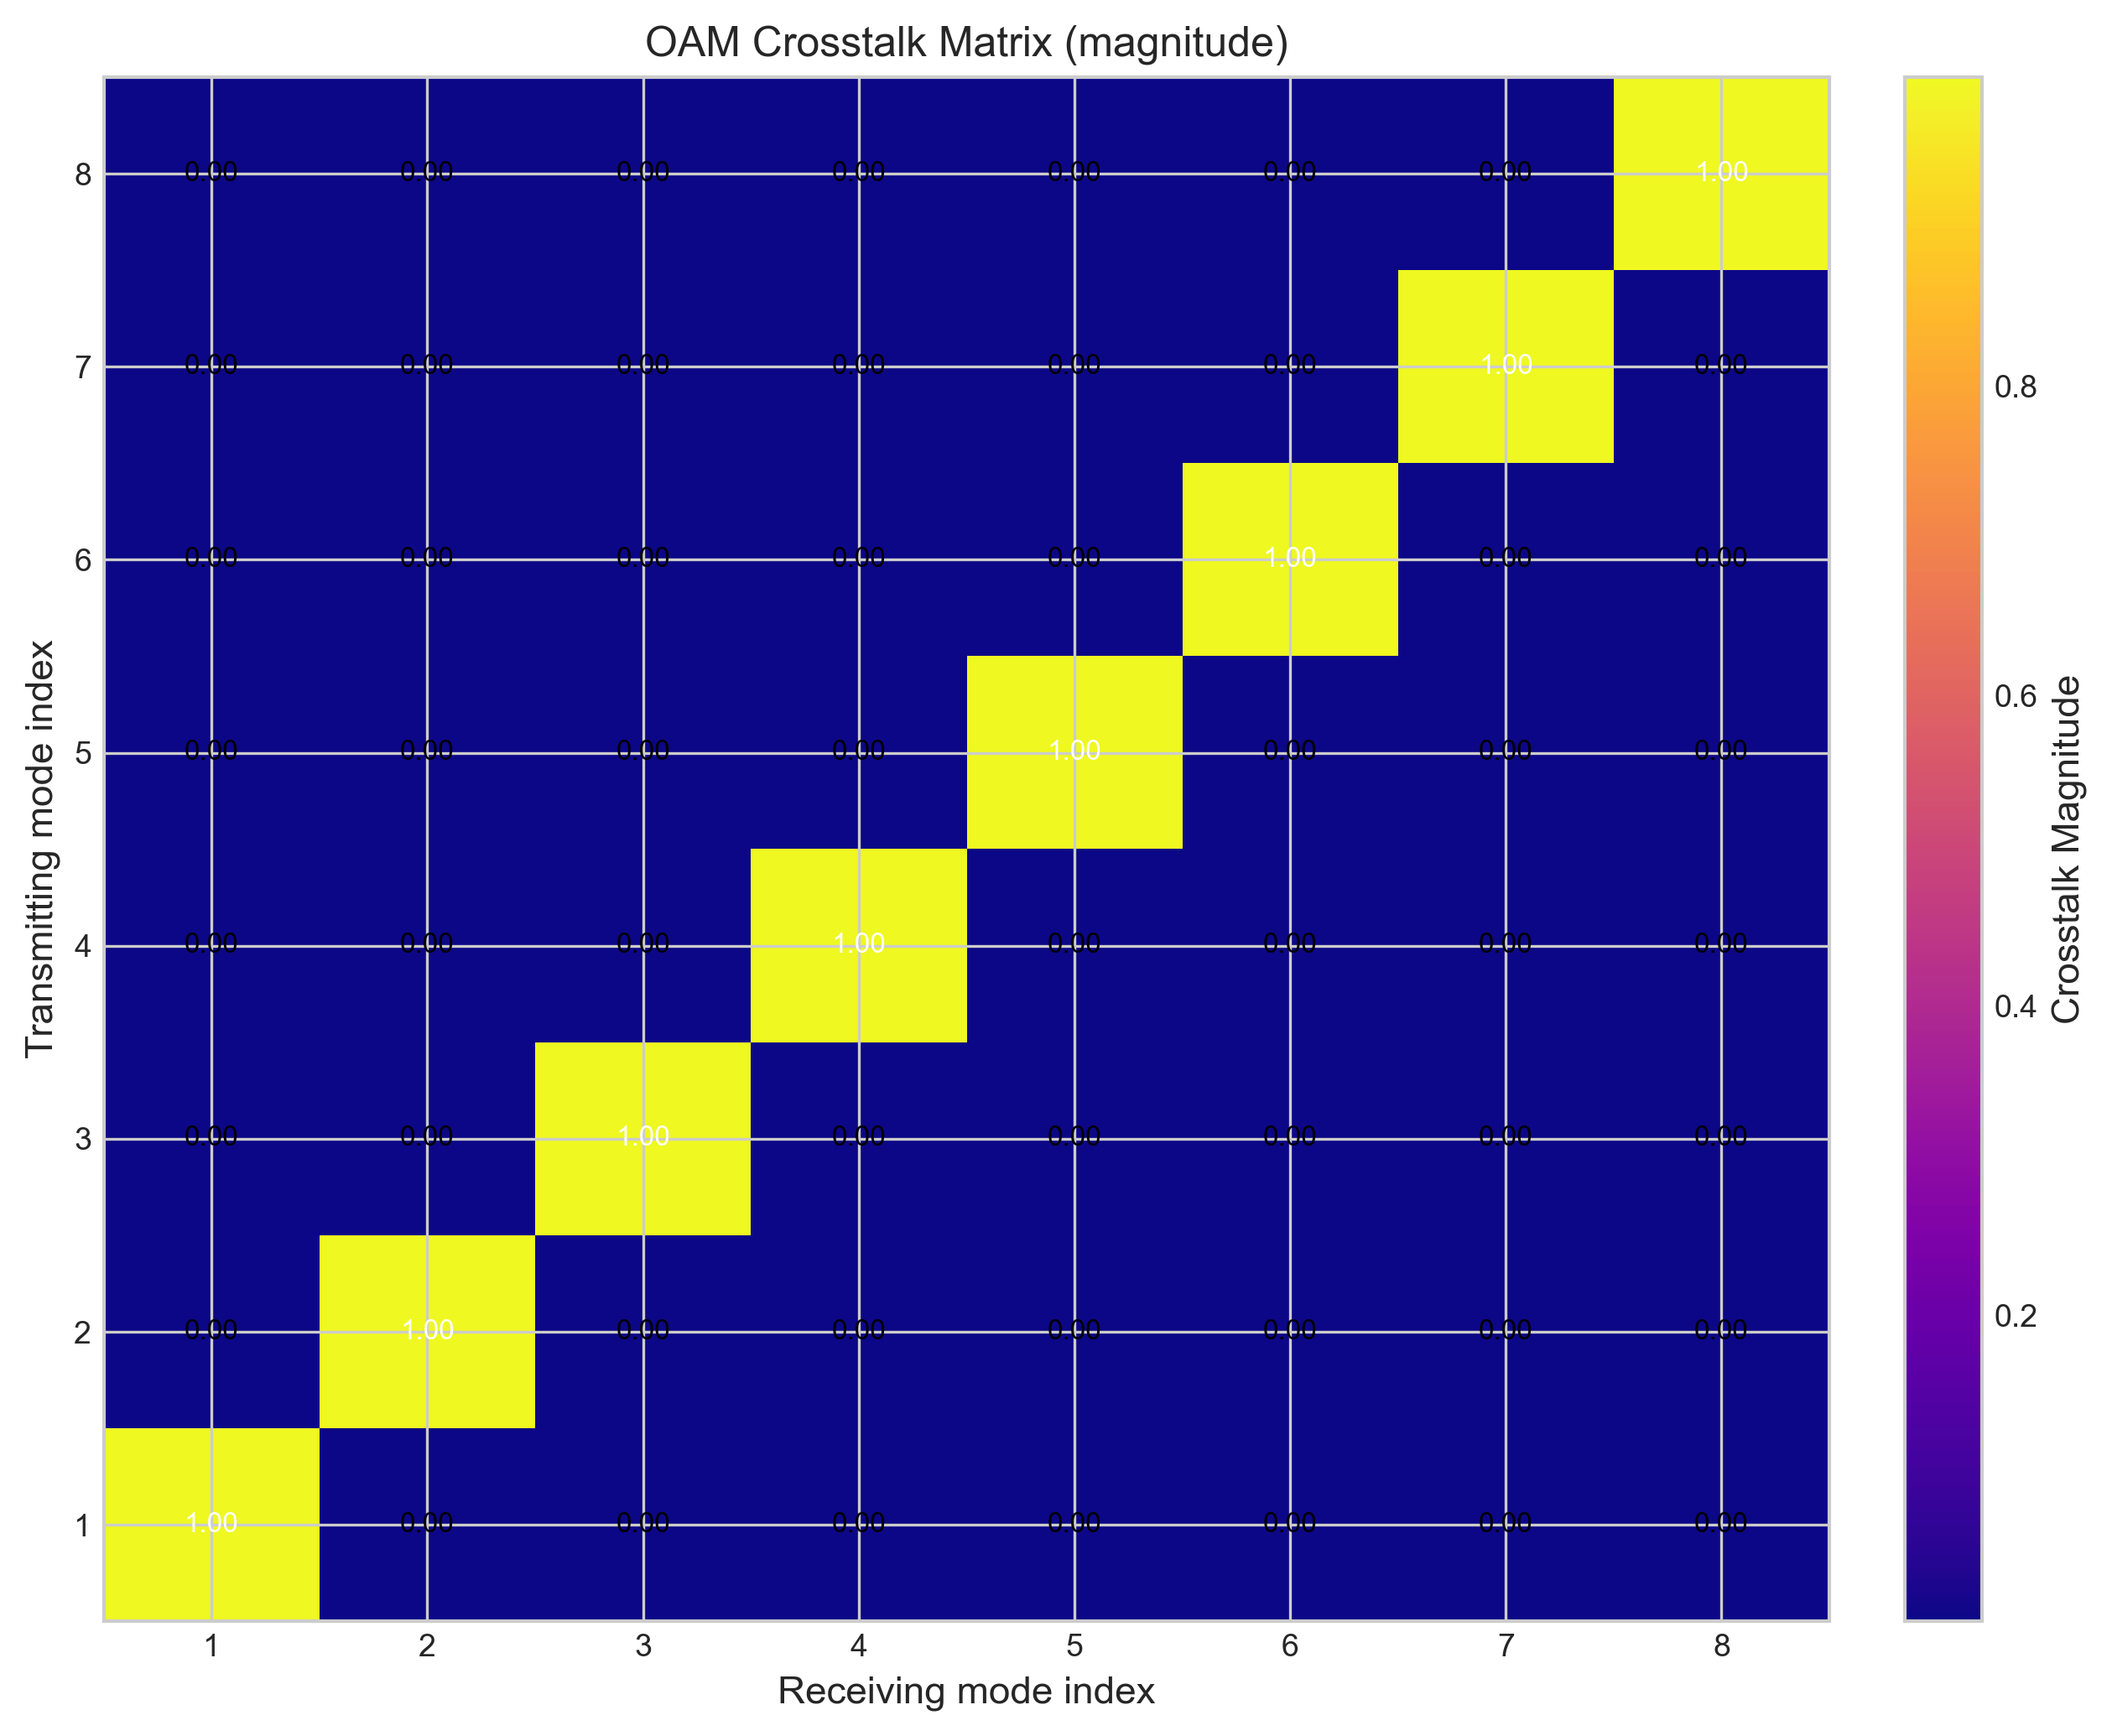 OAM Crosstalk Matrix (magnitude)
8 0.00 0.00 0.00 0.00 0.00 0.00 0.00 1.00
7 0.00 0.00 0.00 0.00 0.00 0.00 1.00 0.00
6 0.00 0.00 0.00 0.00 0.00 1.00 0.00 0.00
5 0.00 0.00 0.00 0.00 1.00 0.00 0.00 0.00
4 0.00 0.00 0.00 1.00 0.00 0.00 0.00 0.00
3 0.00 0.00 1.00 0.00 0.00 0.00 0.00 0.00
2 0.00 1.00 0.00 0.00 0.00 0.00 0.00 0.00
1 1.00 0.00 0.00 0.00 0.00 0.00 0.00 0.00
1 2 3 4 5 6 7 8
Receiving mode index
Transmitting mode index
0.8
0.6
0.4
0.2
Crosstalk Magnitude